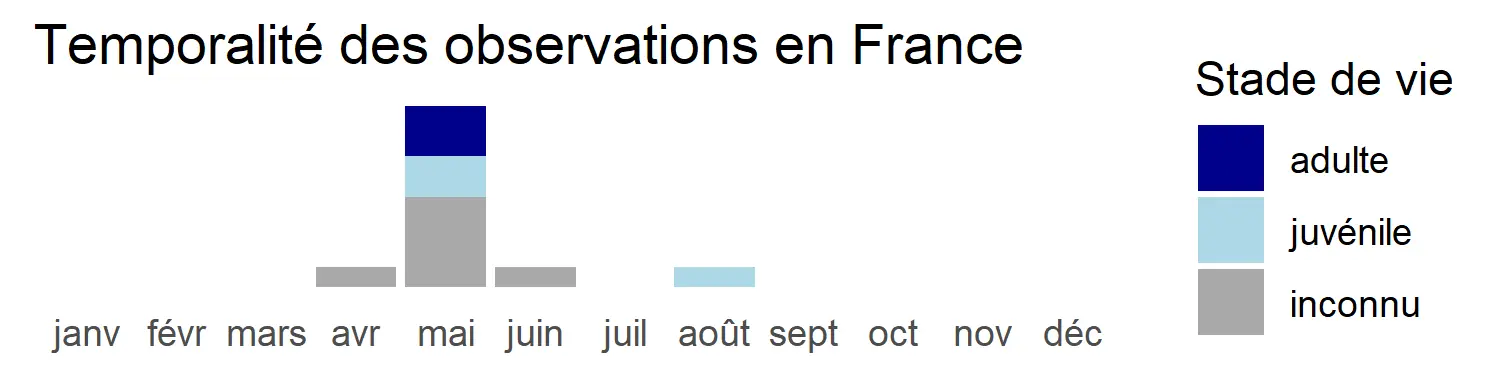 Temporalité des observations en France
Stade de vie
adulte
juvénile
inconnu
janv févr mars avr mai juin juil août sept oct nov déc